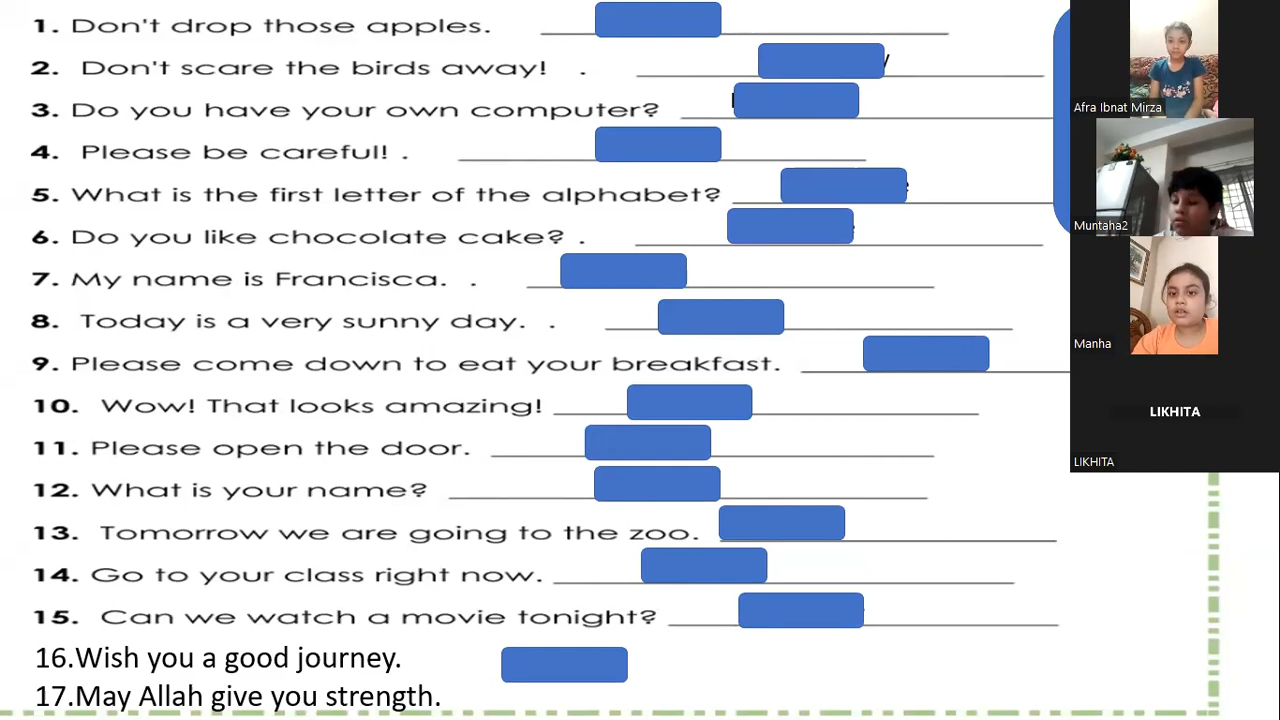 1. Don't drop those apples.
2. Don't scare the birds away! .
3. Do you have your own computer?
4. Please be careful! .
5. What is the first letter of the alphabet?
6. Do you like chocolate cake? .
7. My name is Francisca. .
8. Today is a very sunny day. .
9. Please come down to eat your breakfast.
10. Wow! That looks amazing!
11. Please open the door.
12. What is your name?
13. Tomorrow we are going to the zoo.
14. Go to your class right now.
15. Can we watch a movie tonight?
16.Wish you a good journey.
17.May Allah give you strength.
Afra Ibnat Mirza
Muntaha2
Manha
LIKHITA
LIKHITA